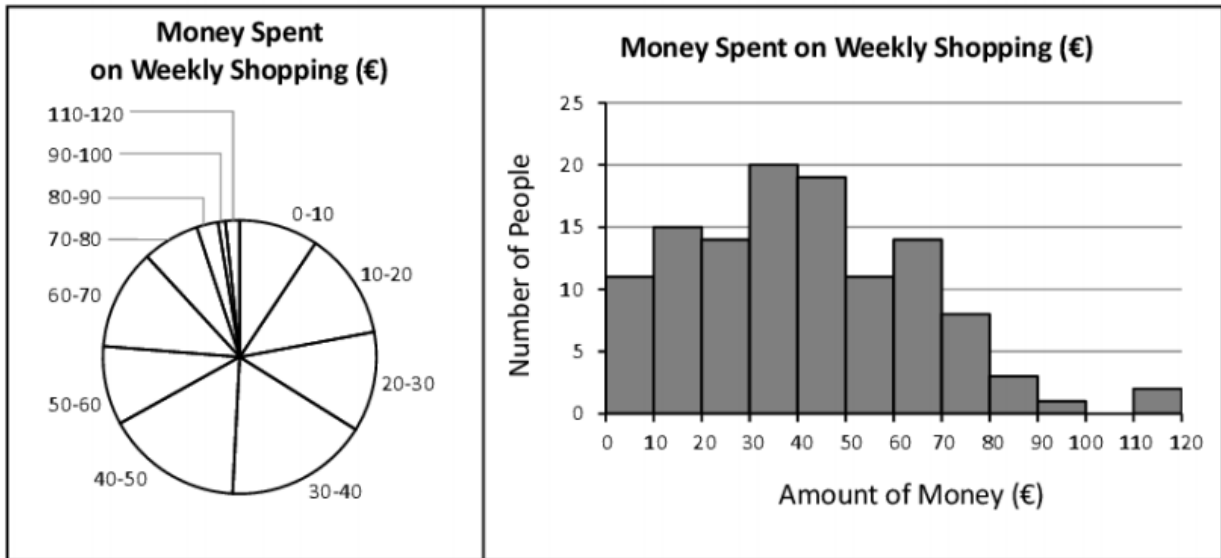 Money Spent
on Weekly Shopping (€)
110-120
90-100
80-90
70-80
60-70
50-60
40-50
30-40
20-30
10-20
0-10
Money Spent on Weekly Shopping (€)
Number of People
25
20
15
10
5
0
0 10 20 30 40 50 60 70 80 90 100 110 120
Amount of Money (€)